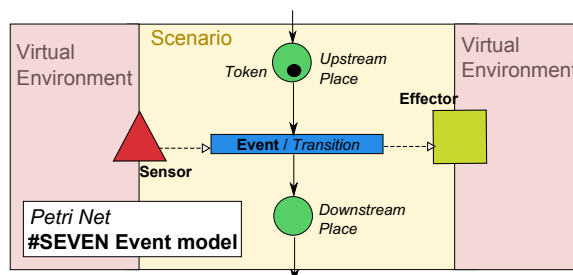 Virtual
Environment
Scenario
Virtual
Environment
Token
Upstream
Place
Effector
Event / Transition
Sensor
Downstream
Place
Petri Net
#SEVEN Event model